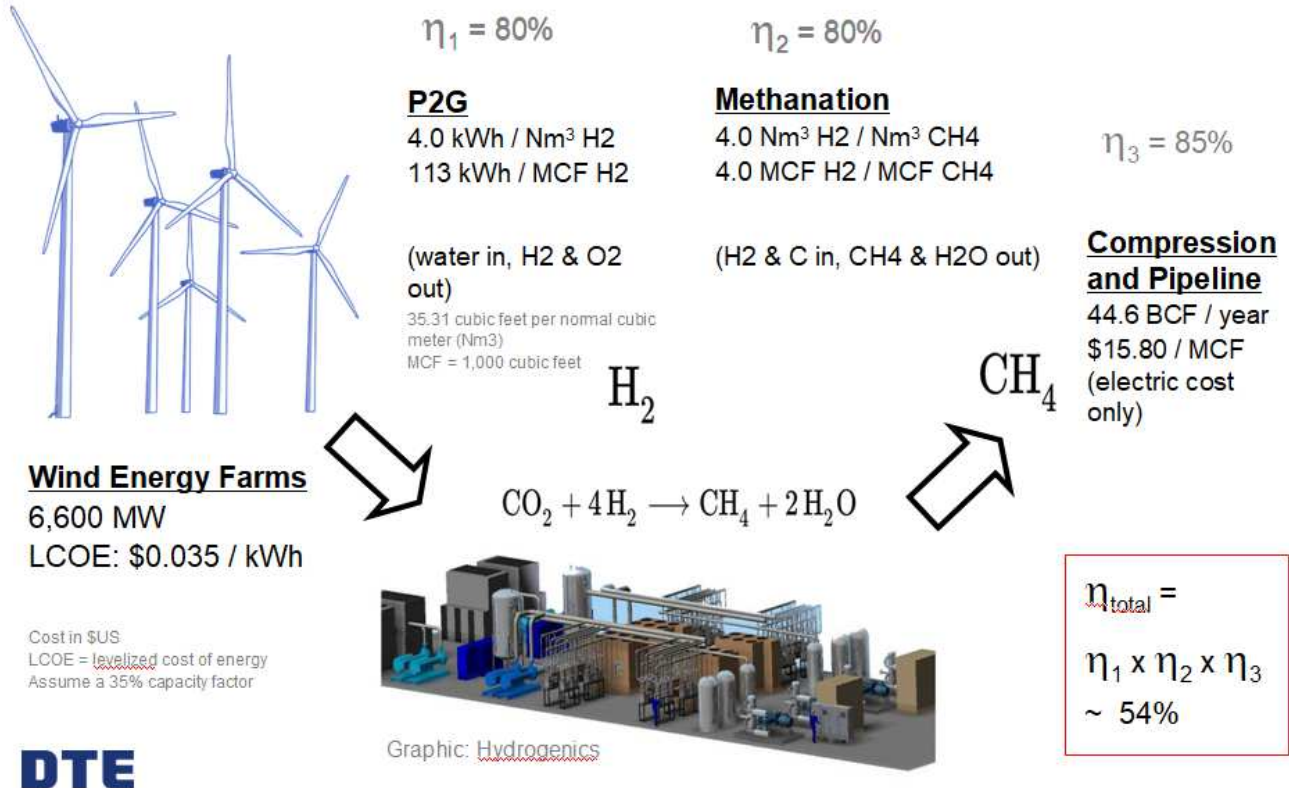 η1 = 80%
P2G
4.0 kWh / Nm³ H2
113 kWh / MCF H2
(water in, H2 & O2
out)
35.31 cubic feet per normal cubic
meter (Nm3)
MCF = 1,000 cubic feet
H₂
η2 = 80%
Methanation
4.0 Nm³ H2 / Nm³ CH4
4.0 MCF H2 / MCF CH4
(H2 & C in, CH4 & H2O out)
η3 = 85%
Compression
and Pipeline
44.6 BCF / year
$15.80 / MCF
(electric cost
only)
CH₄
Wind Energy Farms
6,600 MW
LCOE: $0.035 / kWh
Cost in $US
LCOE = levelized cost of energy
Assume a 35% capacity factor
CO₂ + 4H₂ ⟶ CH₄ + 2H₂O
Graphic: Hydrogenics
ηtotal =
η1 x η2 x η3
~ 54%
DTE